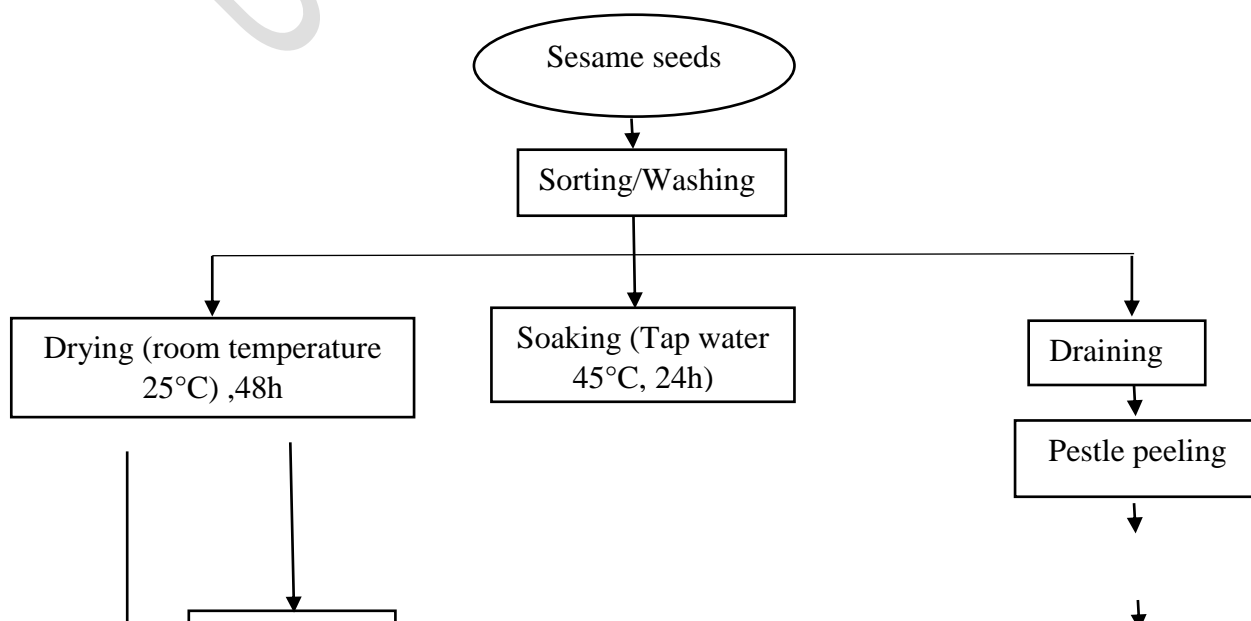 Sesame seeds
Sorting/Washing
Drying (room temperature
25°C) ,48h
Soaking (Tap water
45°C, 24h)
Draining
Pestle peeling